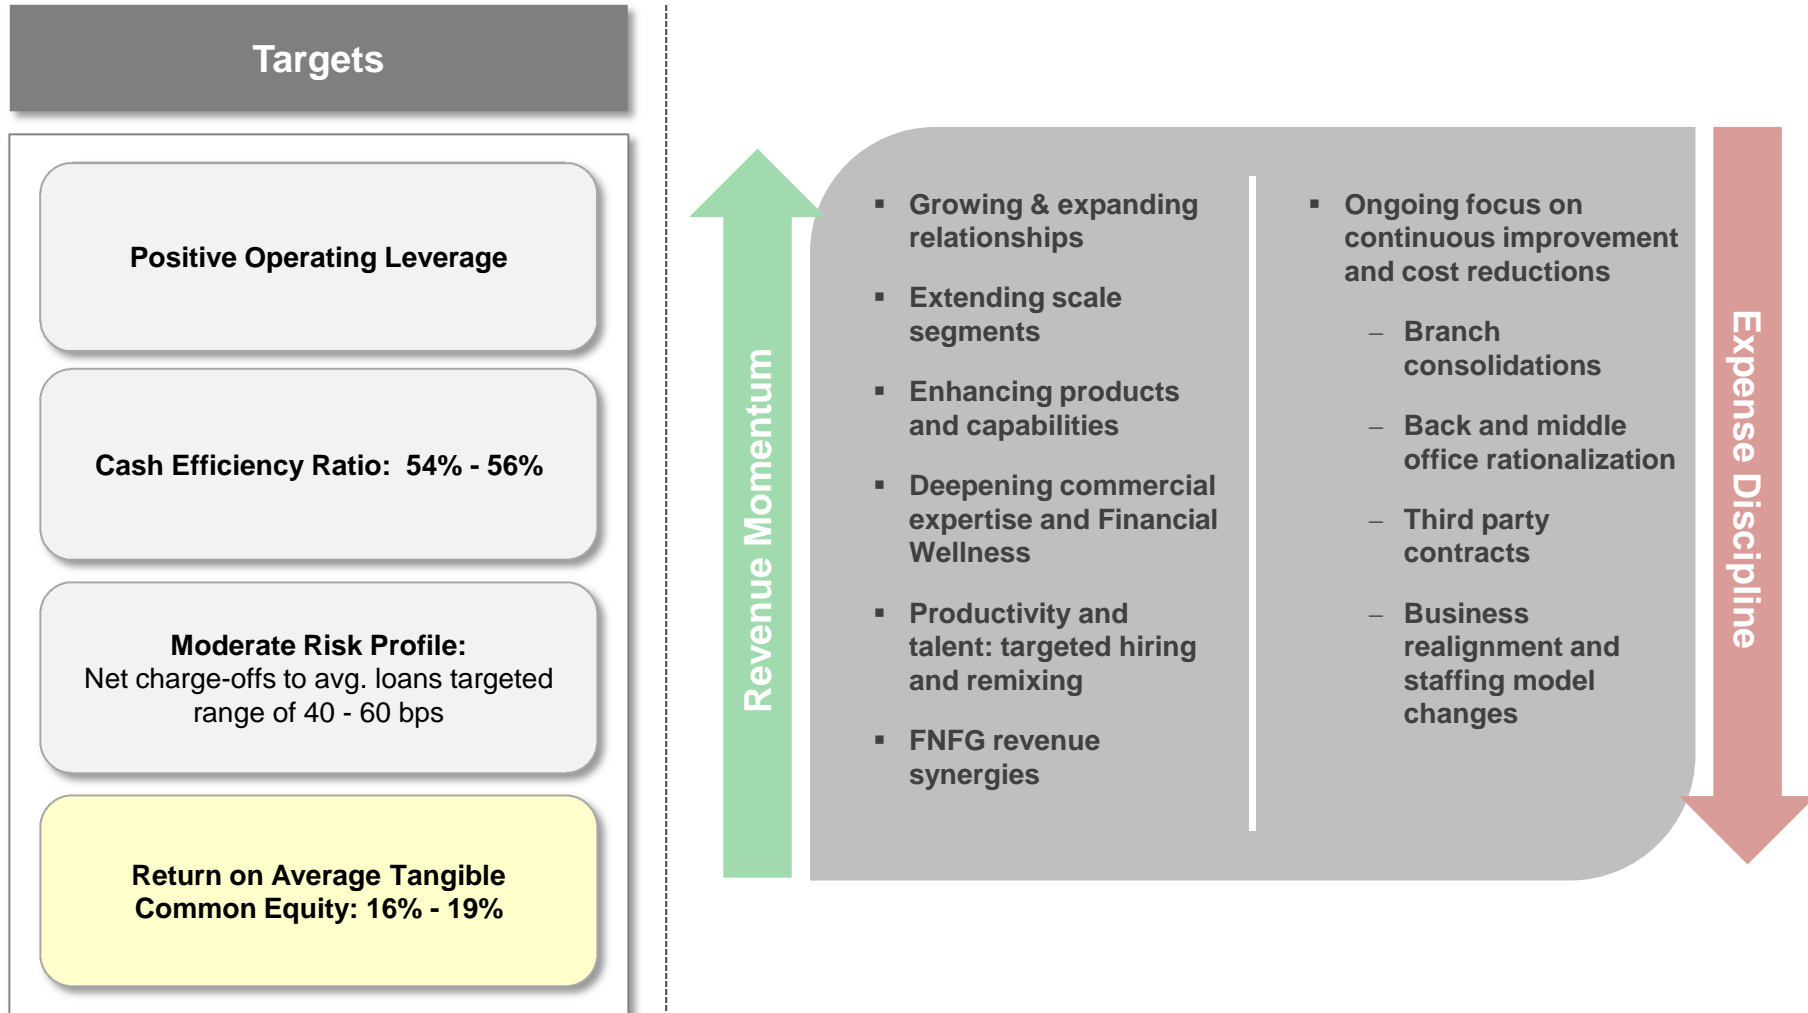 Targets
Positive Operating Leverage
Cash Efficiency Ratio: 54% - 56%
Moderate Risk Profile:
Net charge-offs to avg. loans targeted
range of 40 - 60 bps
Return on Average Tangible
Common Equity: 16% - 19%
Revenue Momentum
▪ Growing & expanding
relationships
▪ Extending scale
segments
▪ Enhancing products
and capabilities
▪ Deepening commercial
expertise and Financial
Wellness
▪ Productivity and
talent: targeted hiring
and remixing
▪ FNFG revenue
synergies
▪ Ongoing focus on
continuous improvement
and cost reductions
– Branch
consolidations
– Back and middle
office rationalization
– Third party
contracts
– Business
realignment and
staffing model
changes
Expense Discipline